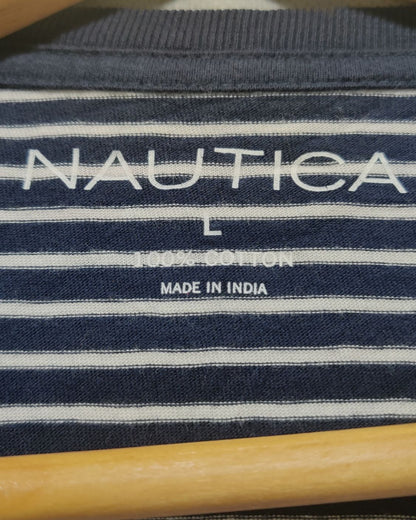 NAUTICA
L
100% COTTON
MADE IN INDIA